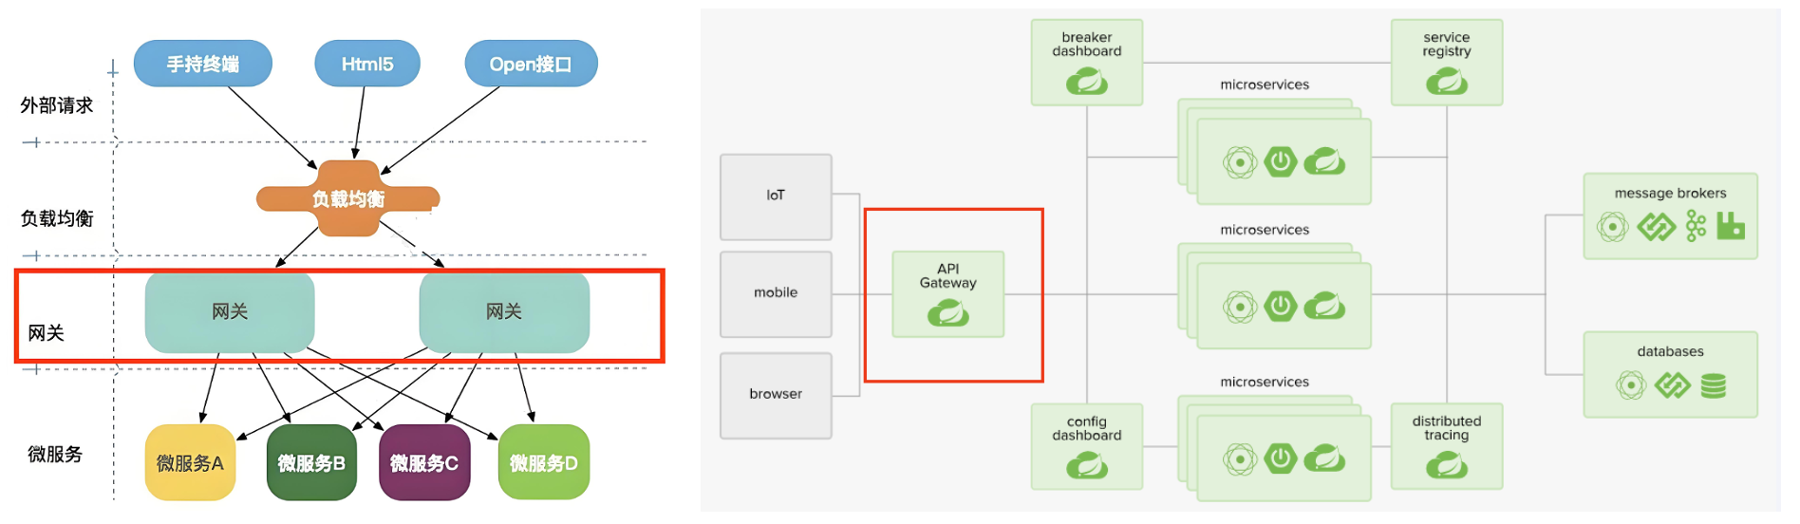 手持终端
Html5
Open接口
外部请求
负载均衡
负载均衡
网关
网关
网关
微服务
微服务A
微服务B
微服务C
微服务D
breaker
dashboard
service
registry
microservices
IoT
mobile
browser
API
Gateway
microservices
message brokers
databases
microservices
config
dashboard
distributed
tracing